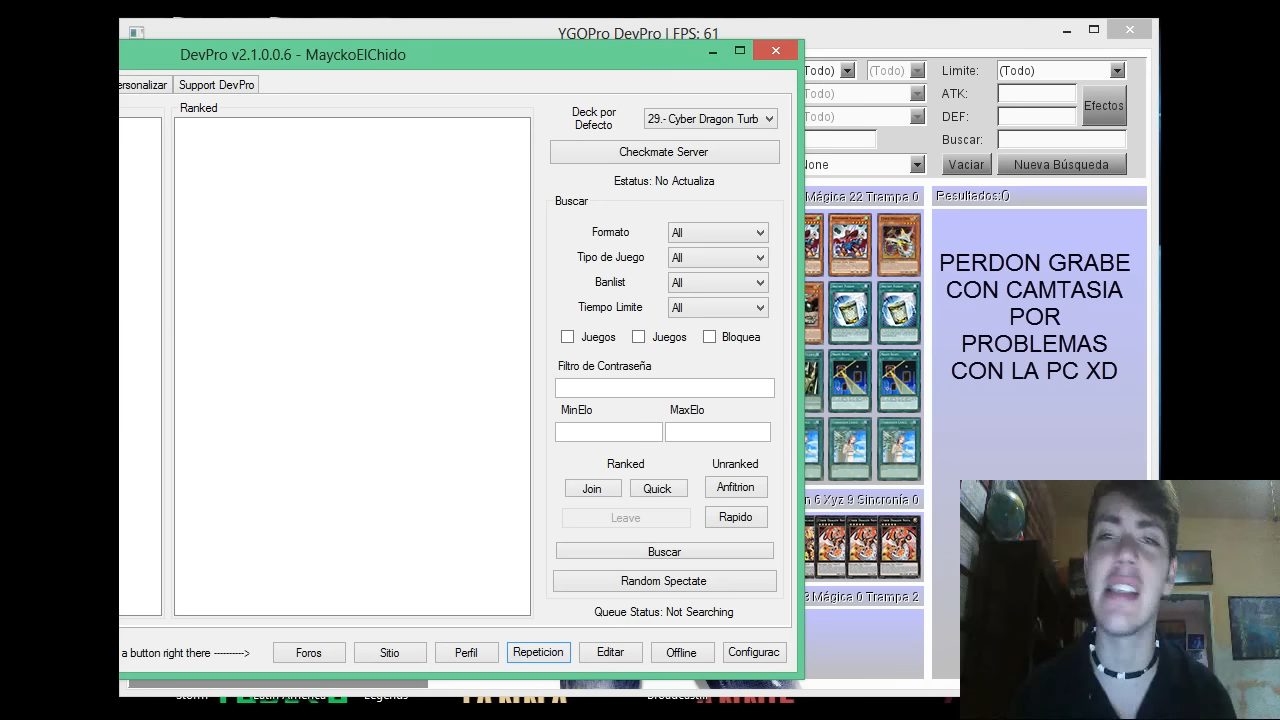 YGOPro DevPro | FPS: 61
DevPro v2.1.0.0.6 - MayckoElChido
ersonalizar
Support DevPro
Ranked
Deck por
Defecto
29.- Cyber Dragon Turb
Checkmate Server
Estatus: No Actualiza
Buscar
Formato All
Tipo de Juego All
Banlist All
Tiempo Limite All
Juegos Juegos Bloquea
Filtro de Contraseña
MinElo MaxElo
Ranked Unranked
Join Quick Anfitrion
Leave Rapido
Buscar
Random Spectate
Queue Status: Not Searching
a button right there ---------->
Foros Sitio Perfil Repeticion Editar Offline Configurac
Todo) (Todo) Limite: (Todo)
Todo) ATK:
Efectos
Todo) DEF:
Buscar:
None Vaciar Nueva Búsqueda
Mágica 22 Trampa 0
Resultados:0
PERDON GRABE
CON CAMTASIA
POR
PROBLEMAS
CON LA PC XD
n 6 Xyz 9 Sincronía 0
3 Mágica 0 Trampa 2